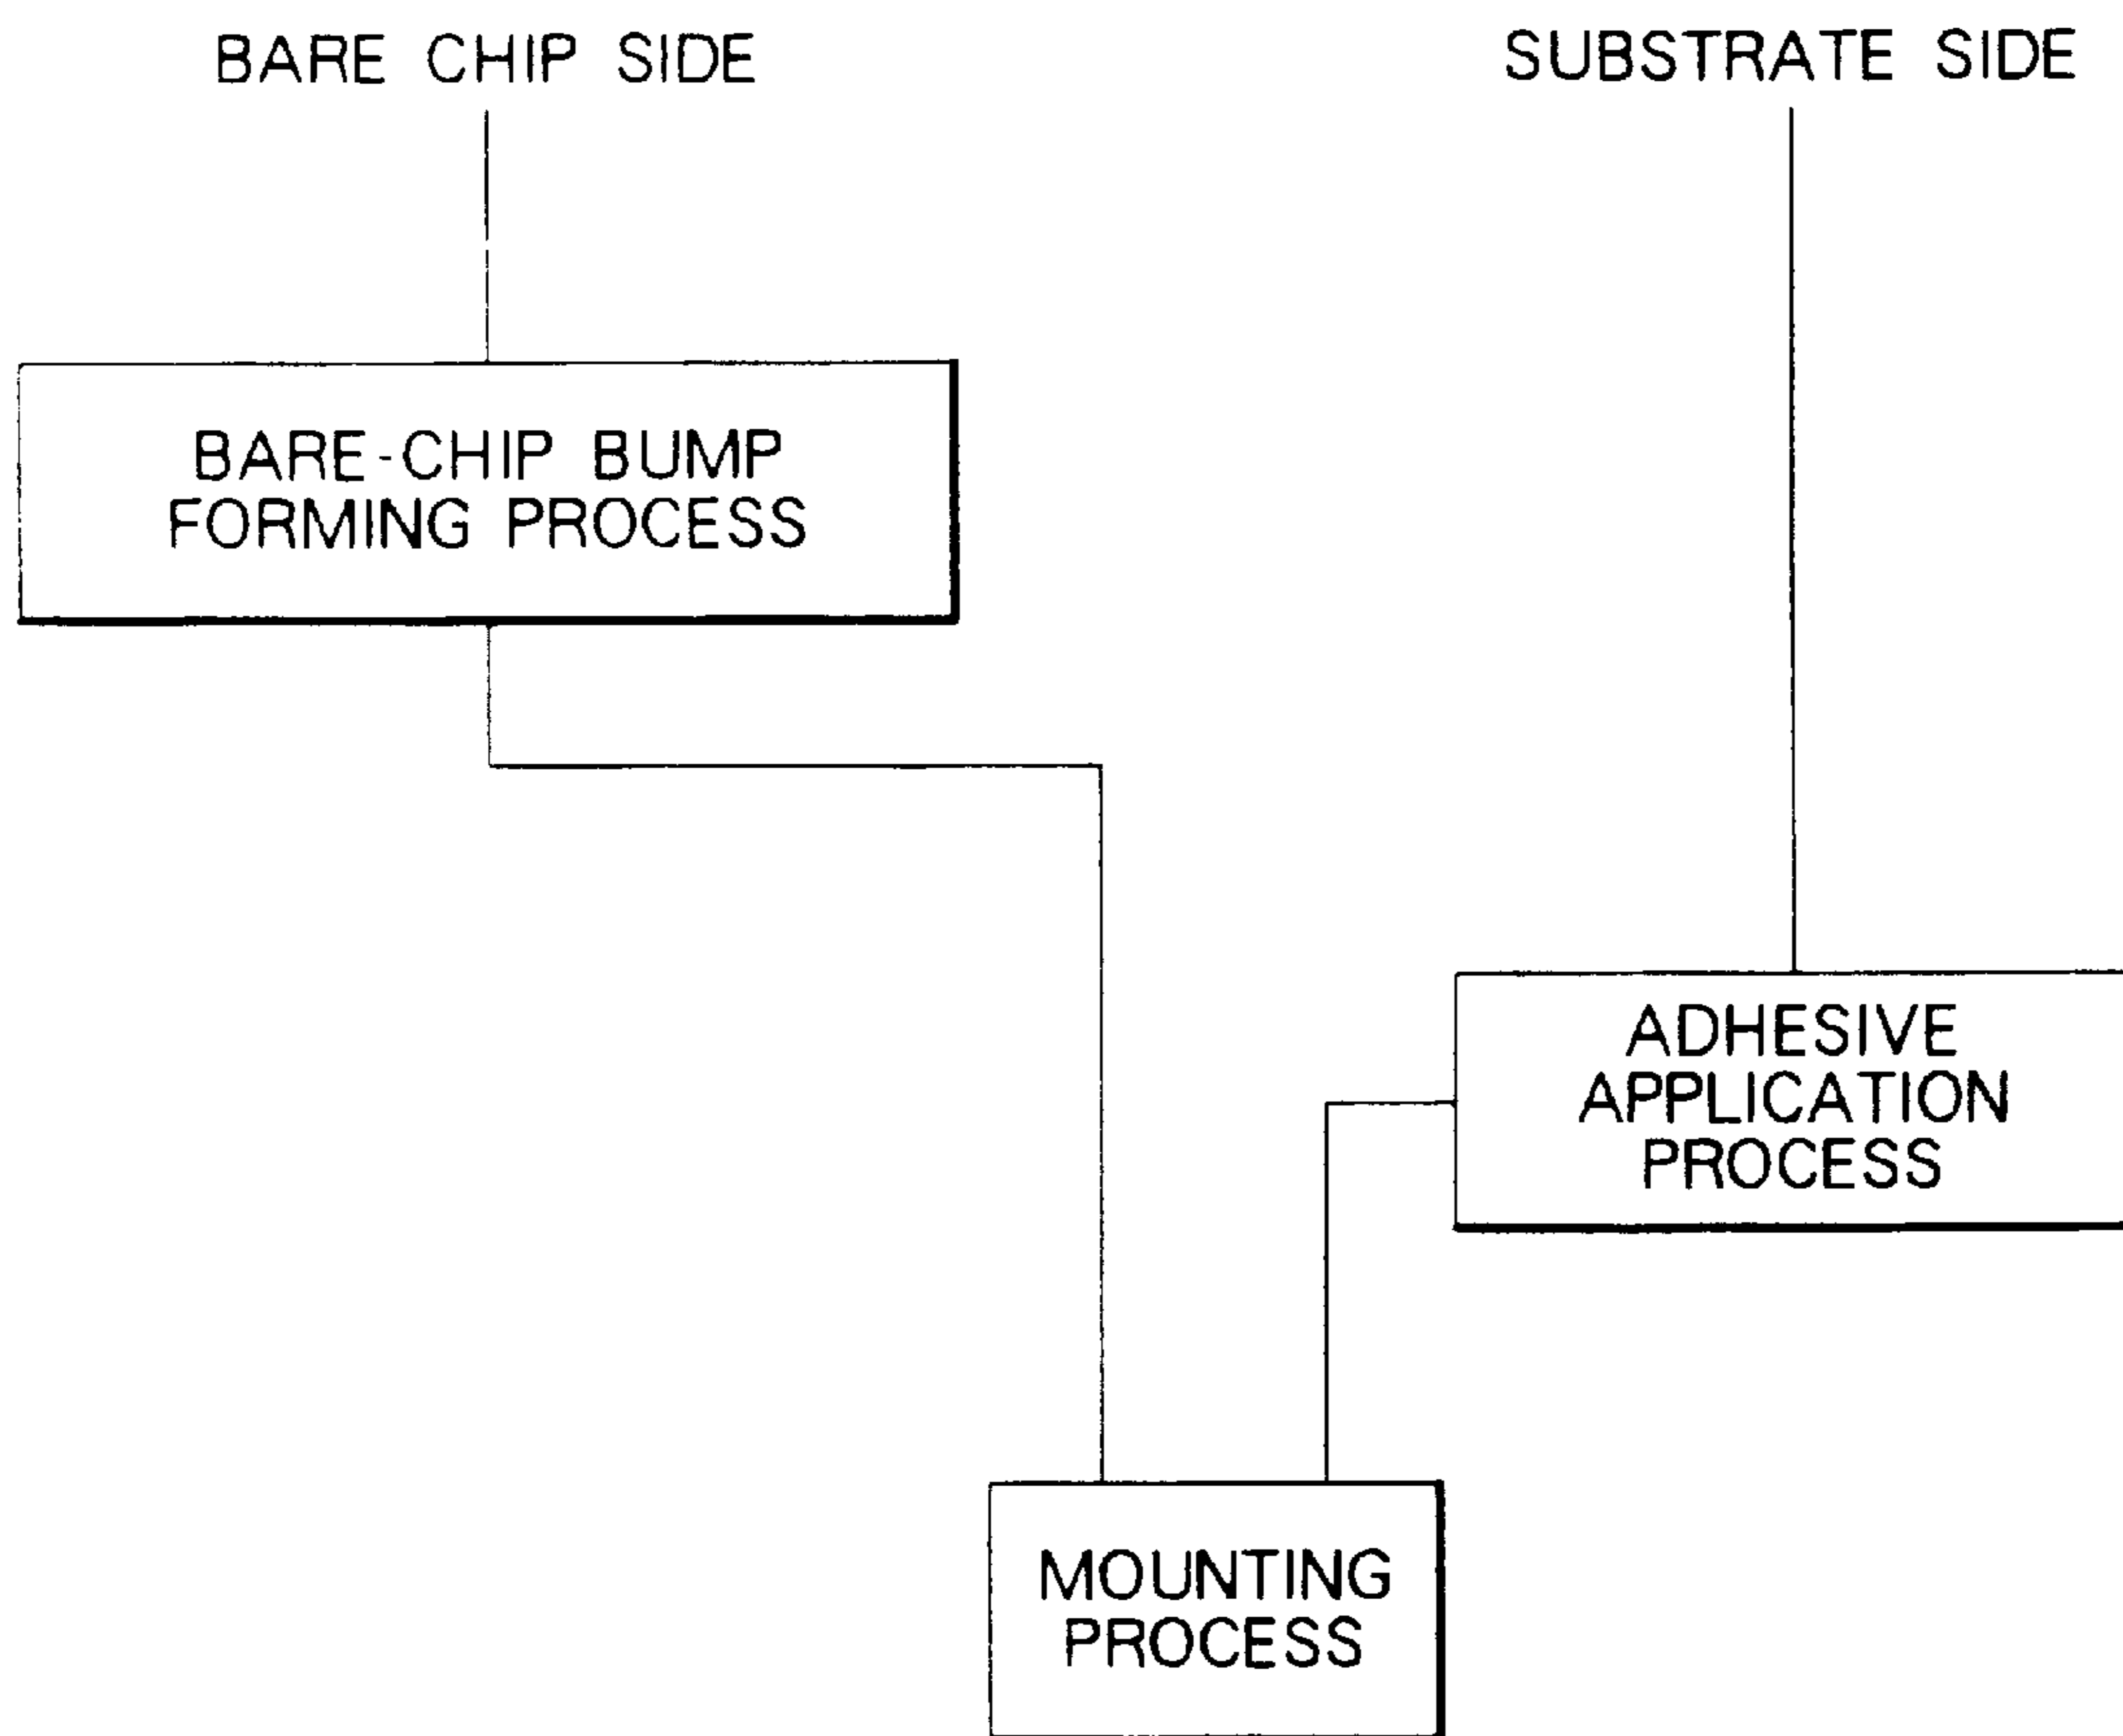 BARE CHIP SIDE
SUBSTRATE SIDE
BARE-CHIP BUMP
FORMING PROCESS
ADHESIVE
APPLICATION
PROCESS
MOUNTING
PROCESS